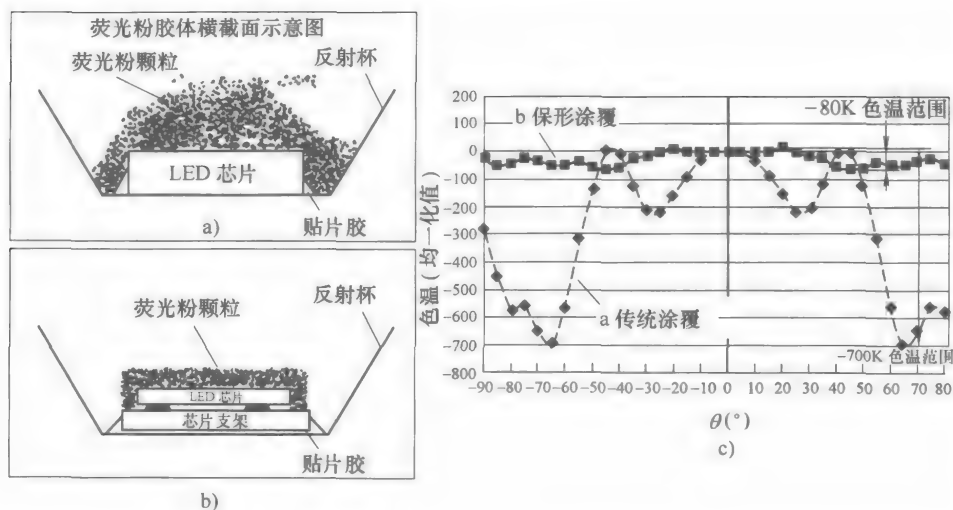 荧光粉胶体横截面示意图
荧光粉颗粒
反射杯
LED 芯片
贴片胶
a)
荧光粉颗粒
反射杯
LED 芯片
芯片支架
贴片胶
b)
色温(均一化值)
200
100
0
-100
-200
-300
-400
-500
-600
-700
-800
b 保形涂覆
-80K 色温范围
a 传统涂覆
-700K 色温范围
-90 -80 -70 -60 -50 -40 -30 -20 -10 0 10 20 30 40 50 60 70 80
θ(°)
c)